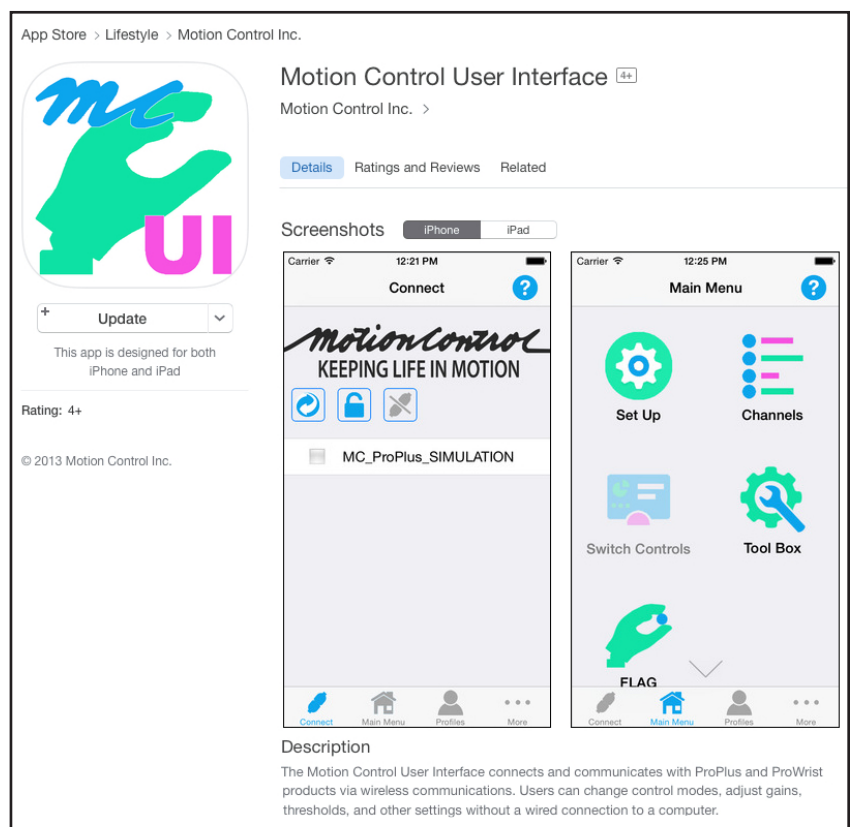 App Store > Lifestyle > Motion Control Inc.
mc
UI
Motion Control User Interface 4+
Motion Control Inc. >
Details Ratings and Reviews Related
+ Update
This app is designed for both
iPhone and iPad
Rating: 4+
© 2013 Motion Control Inc.
Screenshots iPhone iPad
Carrier 12:21 PM
Connect ?
Motion Control
KEEPING LIFE IN MOTION
MC_ProPlus_SIMULATION
Connect Main Menu Profiles More
Carrier 12:25 PM
Main Menu ?
Set Up Channels
Switch Controls Tool Box
FLAG
Connect Main Menu Profiles More
Description
The Motion Control User Interface connects and communicates with ProPlus and ProWrist
products via wireless communications. Users can change control modes, adjust gains,
thresholds, and other settings without a wired connection to a computer.